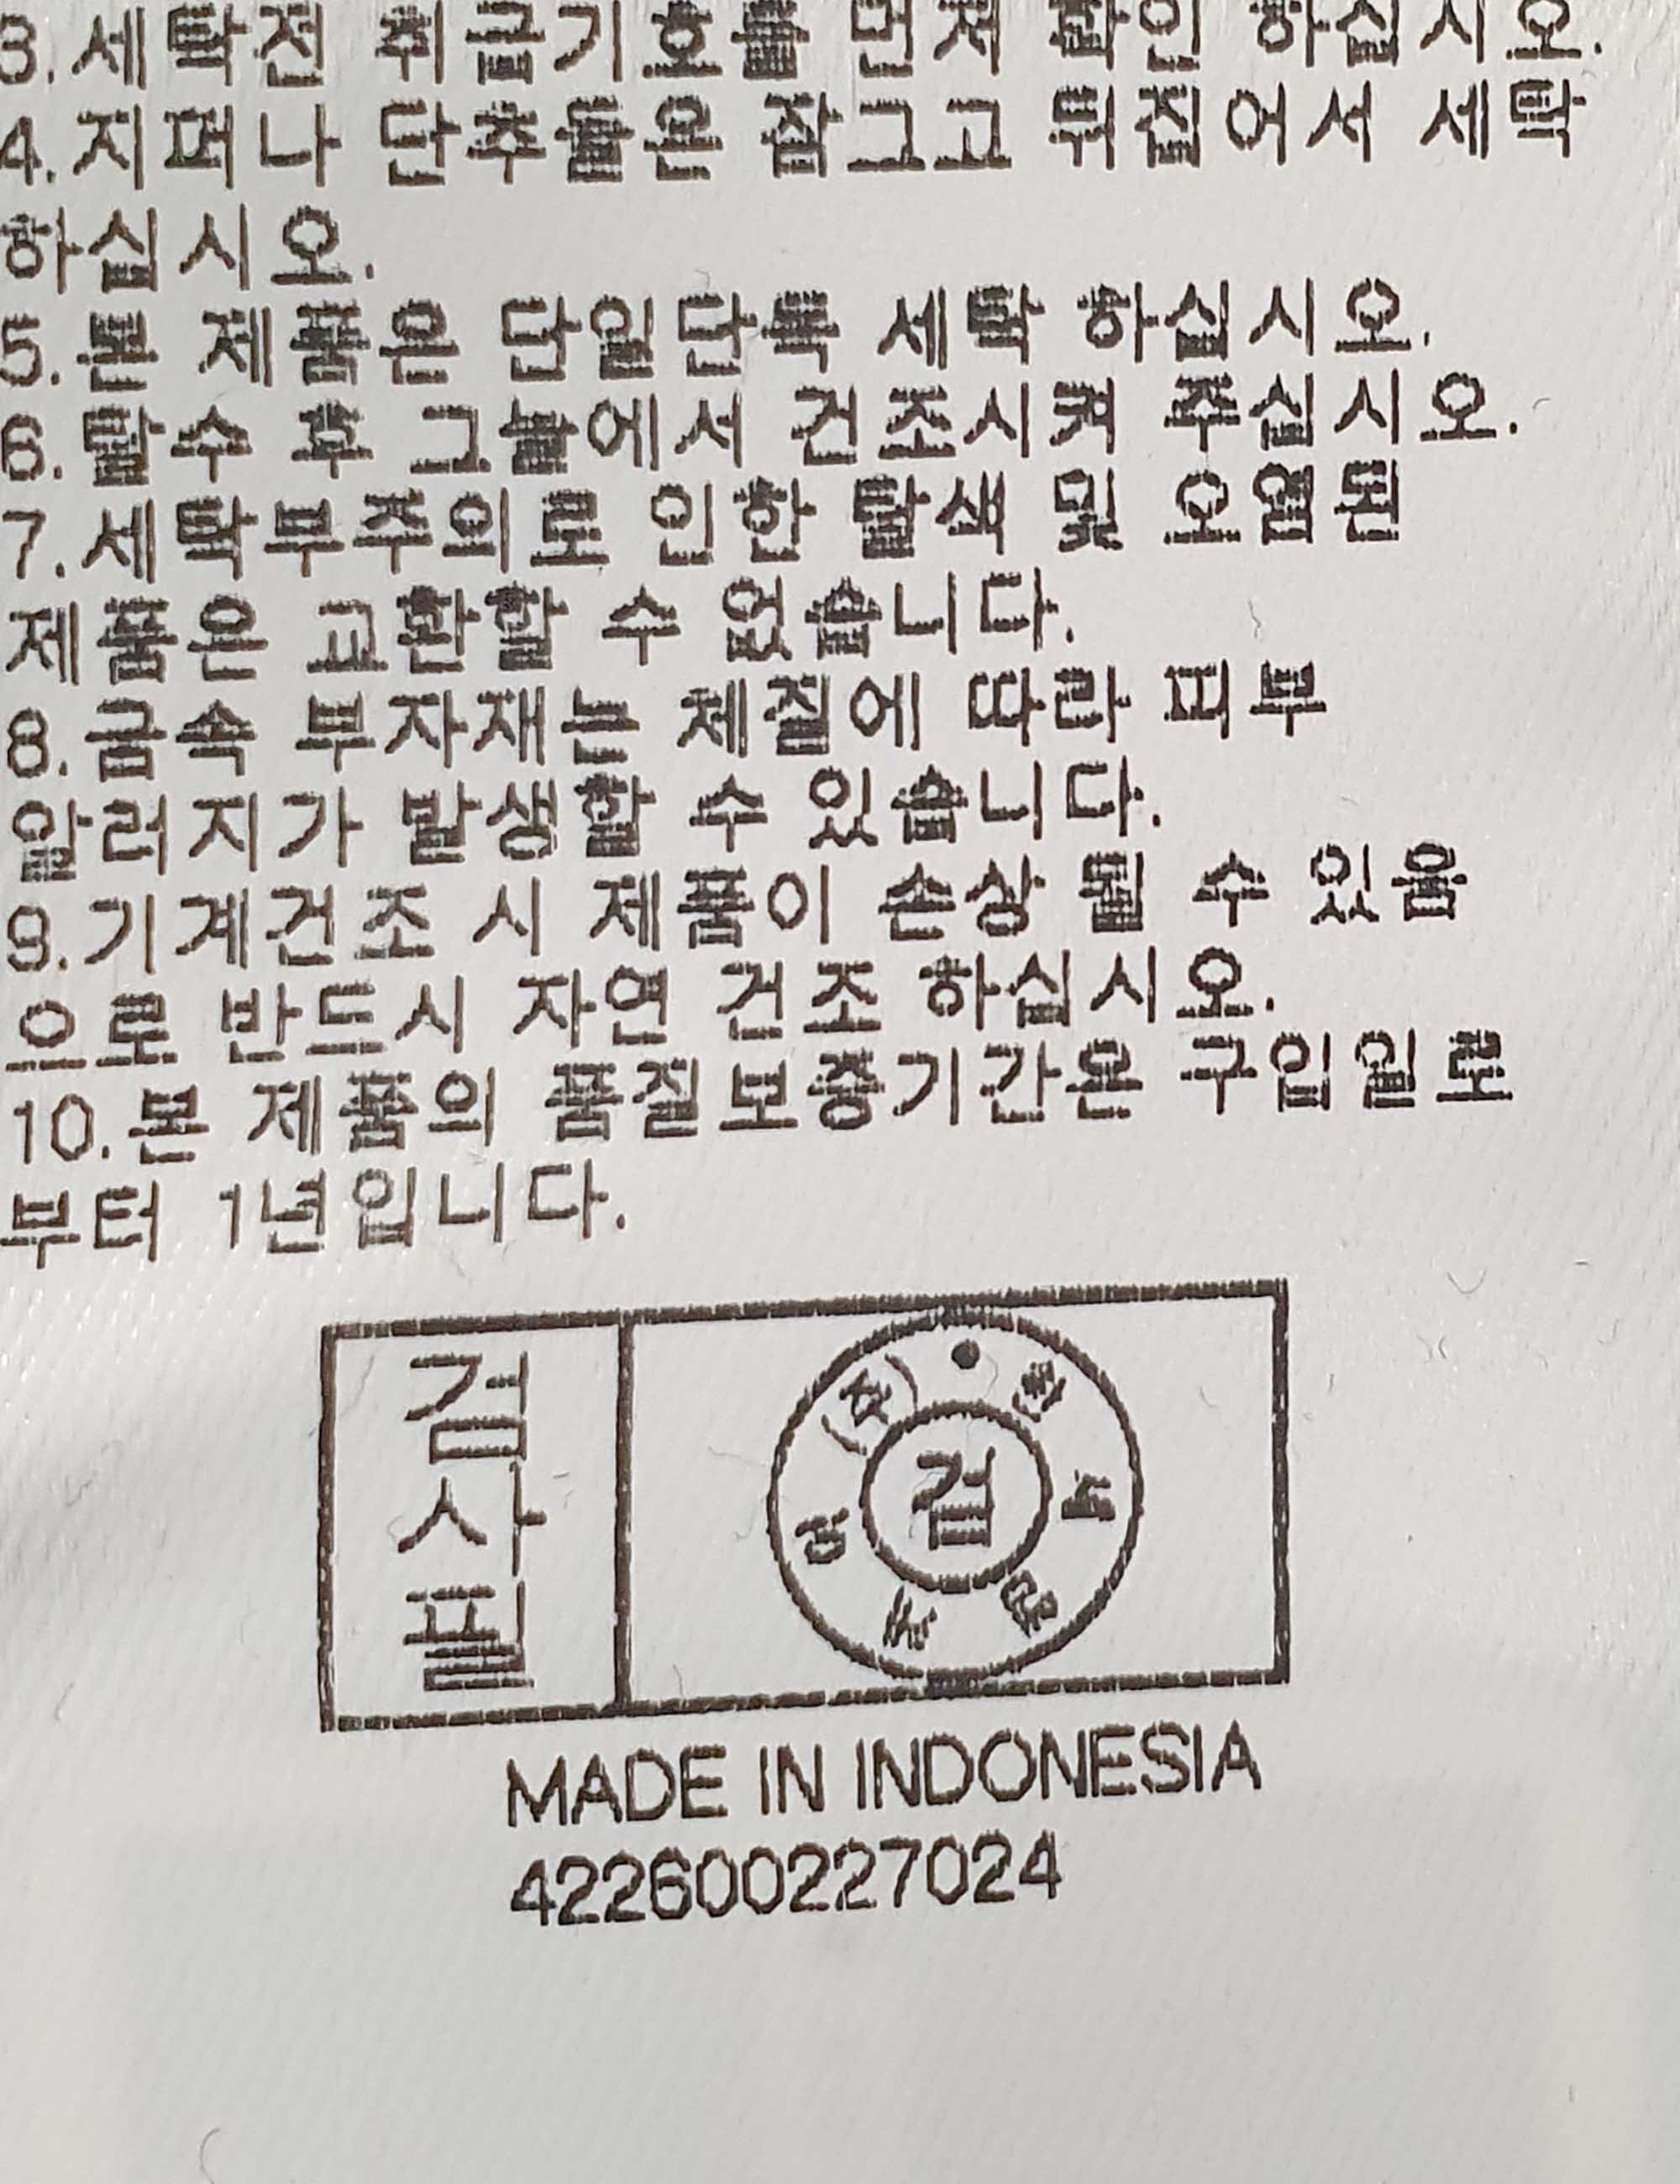 3. 세탁전 취급기호를 먼저 확인 하십시오.
4. 지퍼나 단추들은 잠그고 뒤집어서 세탁
하십시오.
5. 본 제품은 단일단독 세탁 하십시오.
6. 탈수 후 그늘에서 건조시켜 주십시오.
7. 세탁부주의로 인한 탈색 및 오염된
제품은 교환할 수 없습니다.
8. 금속 부자재는 체질에 따라 피부
알러지가 발생할 수 있습니다.
9. 기계건조 시 제품이 손상 될 수 있음
으로 반드시 자연 건조 하십시오.
10. 본 제품의 품질보증기간은 구입일로
부터 1년입니다.
검사필
검
MADE IN INDONESIA
422600227024